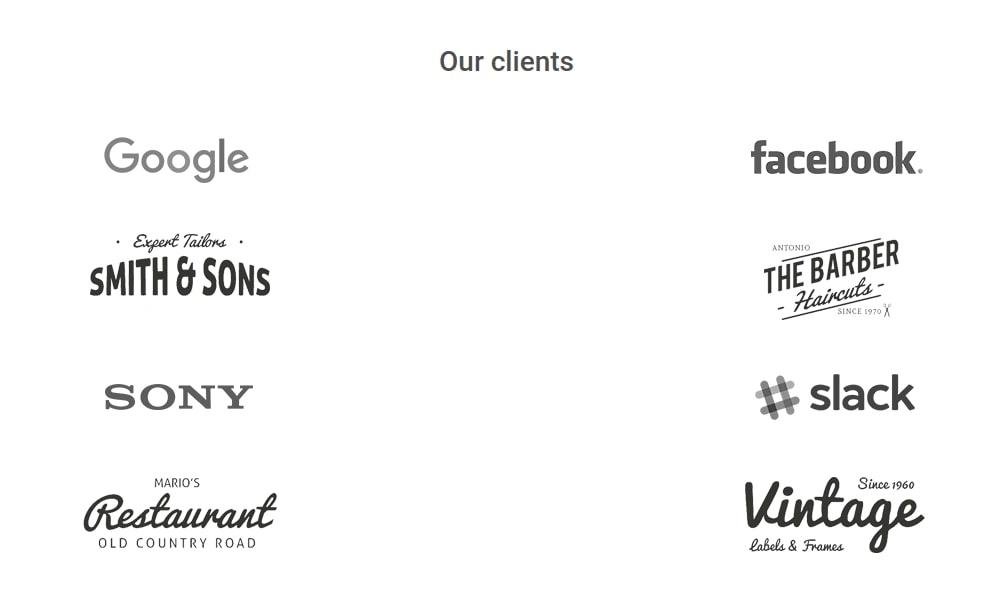 Our clients
Google
facebook.
Expert Tailors
SMITH & SONS
ANTONIO
THE BARBER
- Haircuts -
SINCE 1970
SONY
slack
MARIO'S
Restaurant
OLD COUNTRY ROAD
Since 1960
Vintage
Labels & Frames